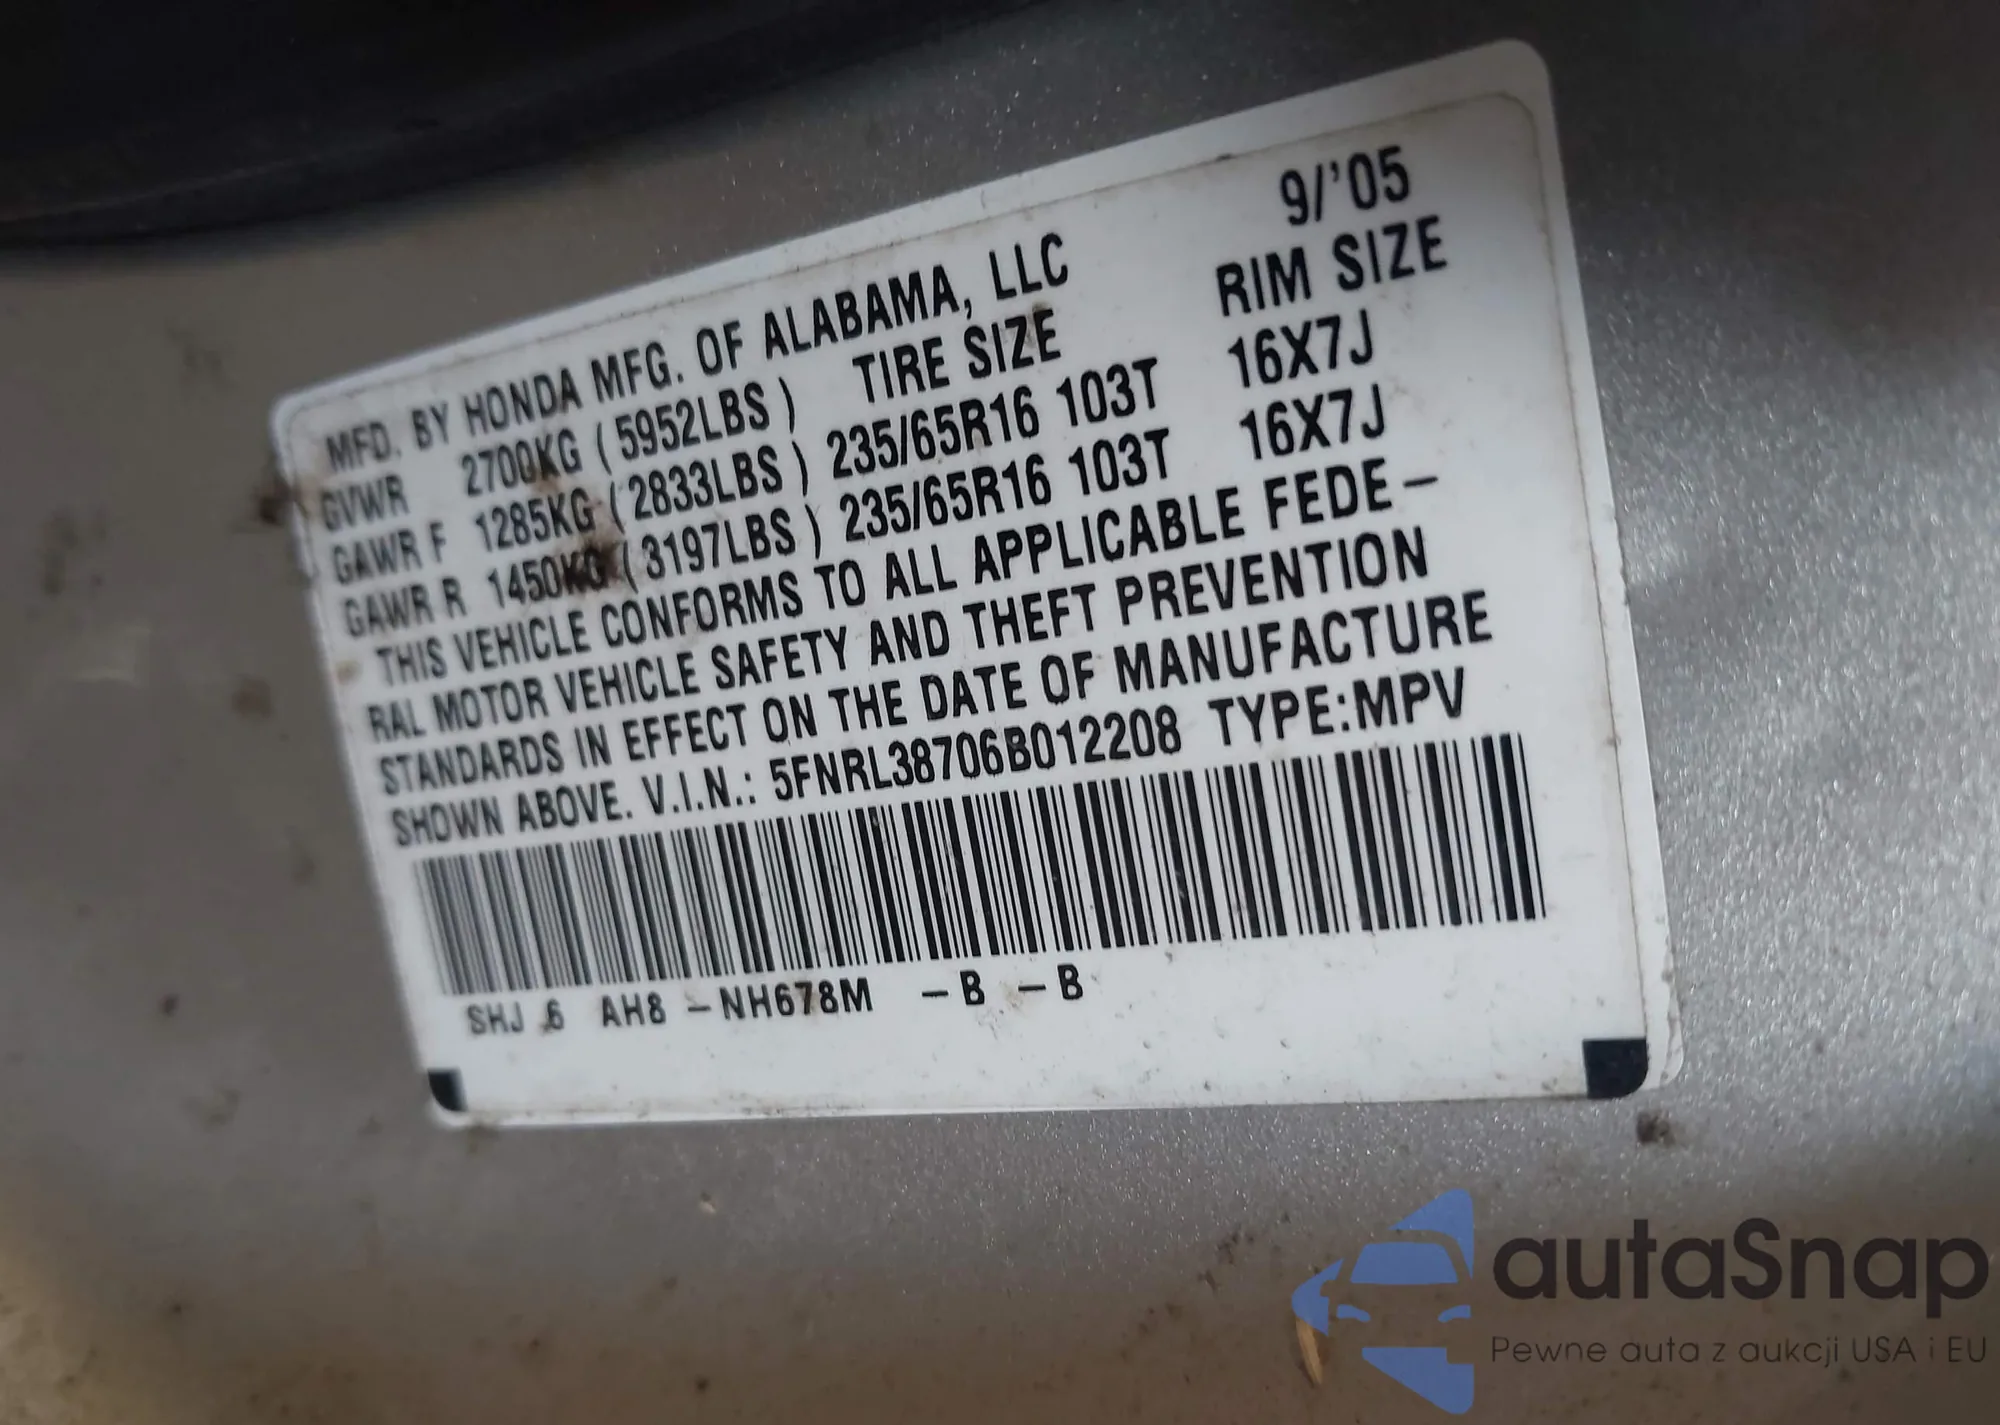 MFD. BY HONDA MFG. OF ALABAMA, LLC 9/'05
GVWR 2700KG (5952LBS) TIRE SIZE RIM SIZE
GAWR F 1285KG (2833LBS) 235/65R16 103T 16X7J
GAWR R 1450KG (3197LBS) 235/65R16 103T 16X7J
THIS VEHICLE CONFORMS TO ALL APPLICABLE FEDE-
RAL MOTOR VEHICLE SAFETY AND THEFT PREVENTION
STANDARDS IN EFFECT ON THE DATE OF MANUFACTURE
SHOWN ABOVE. V.I.N.: 5FNRL38706B012208 TYPE:MPV
SHJ 6 AH8 -NH678M -B -B
autaSnap
Pewne auta z aukcji USA i EU